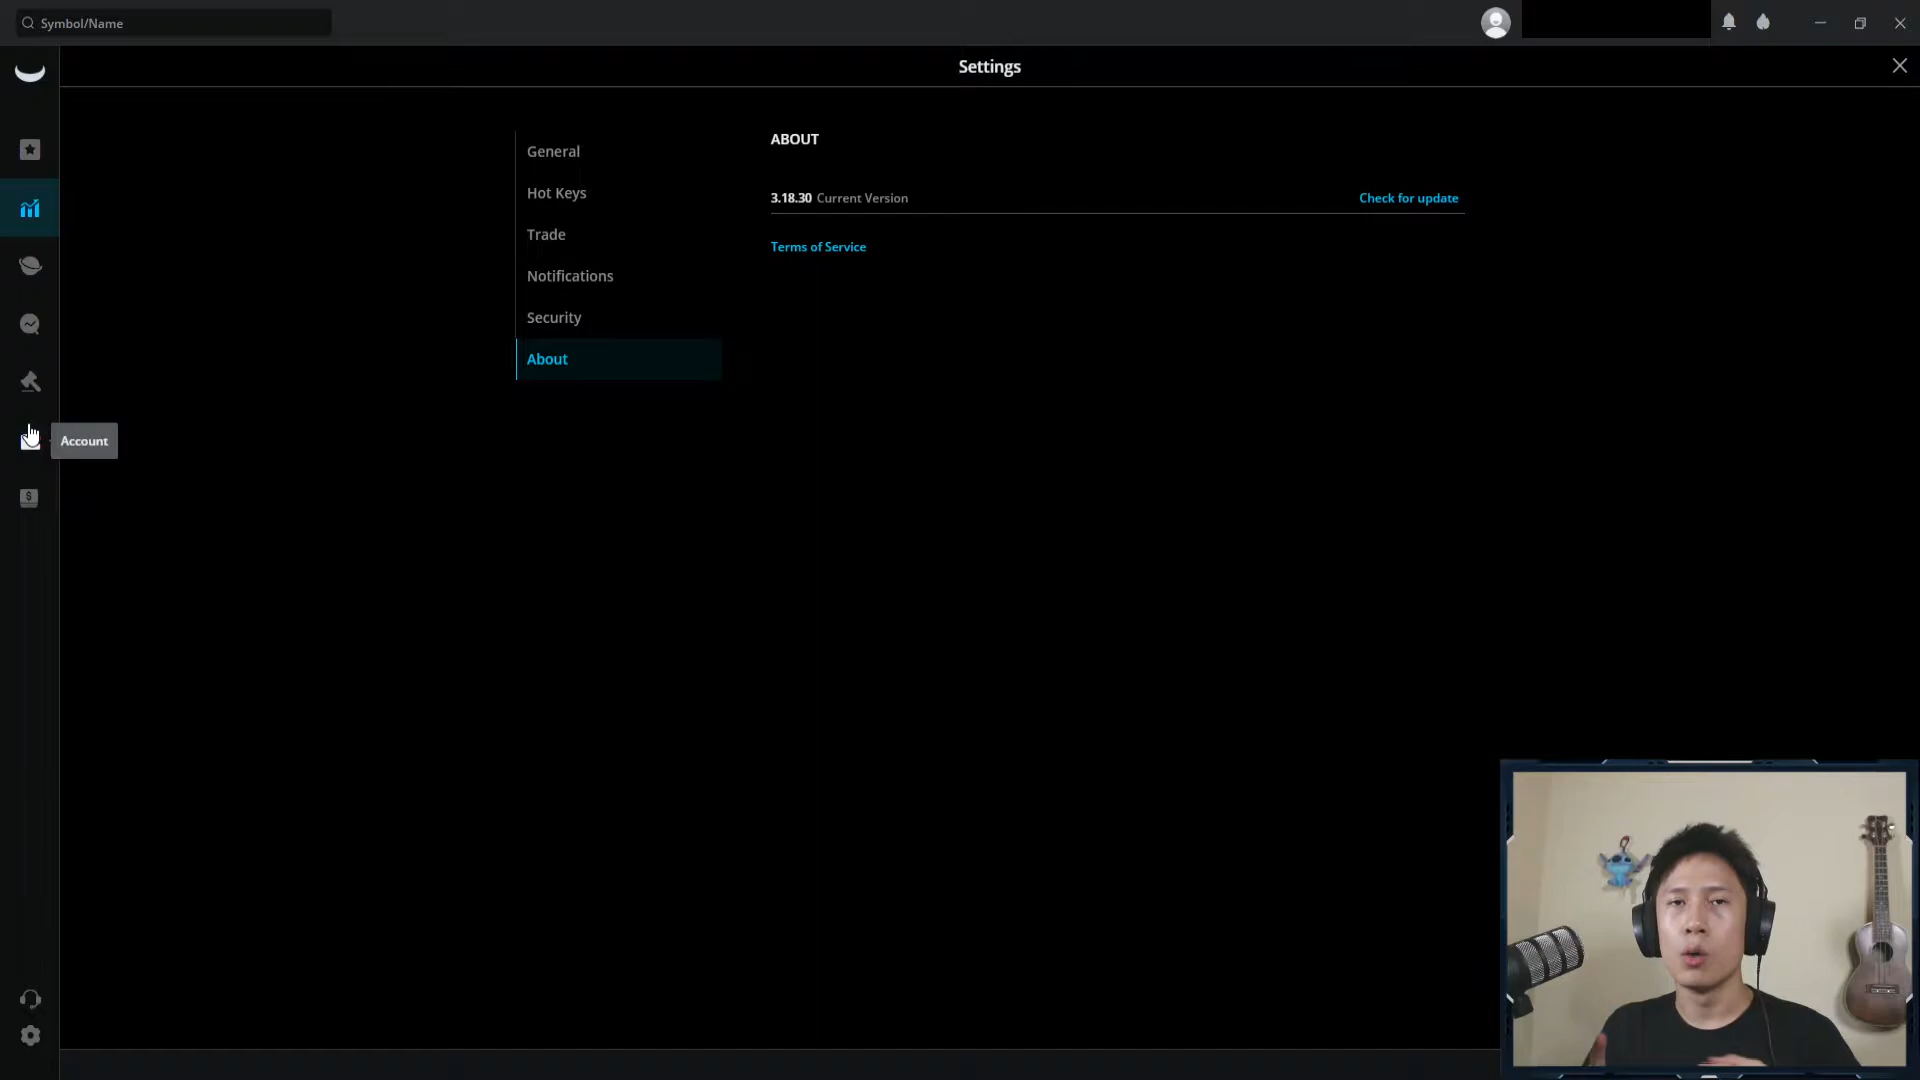 Symbol/Name
Settings
General
Hot Keys
Trade
Notifications
Security
About
ABOUT
3.18.30 Current Version
Check for update
Terms of Service
Account
$